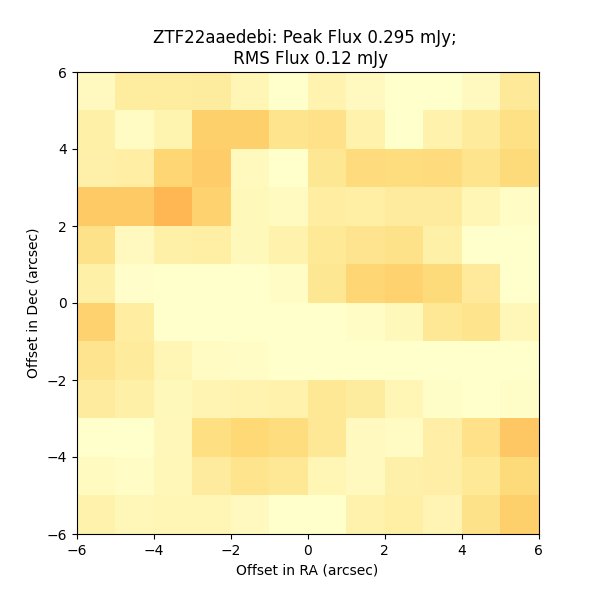 ZTF22aaedebi: Peak Flux 0.295 mJy;
RMS Flux 0.12 mJy
6
4
2
0
−2
−4
−6
Offset in Dec (arcsec)
−6 −4 −2 0 2 4 6
Offset in RA (arcsec)